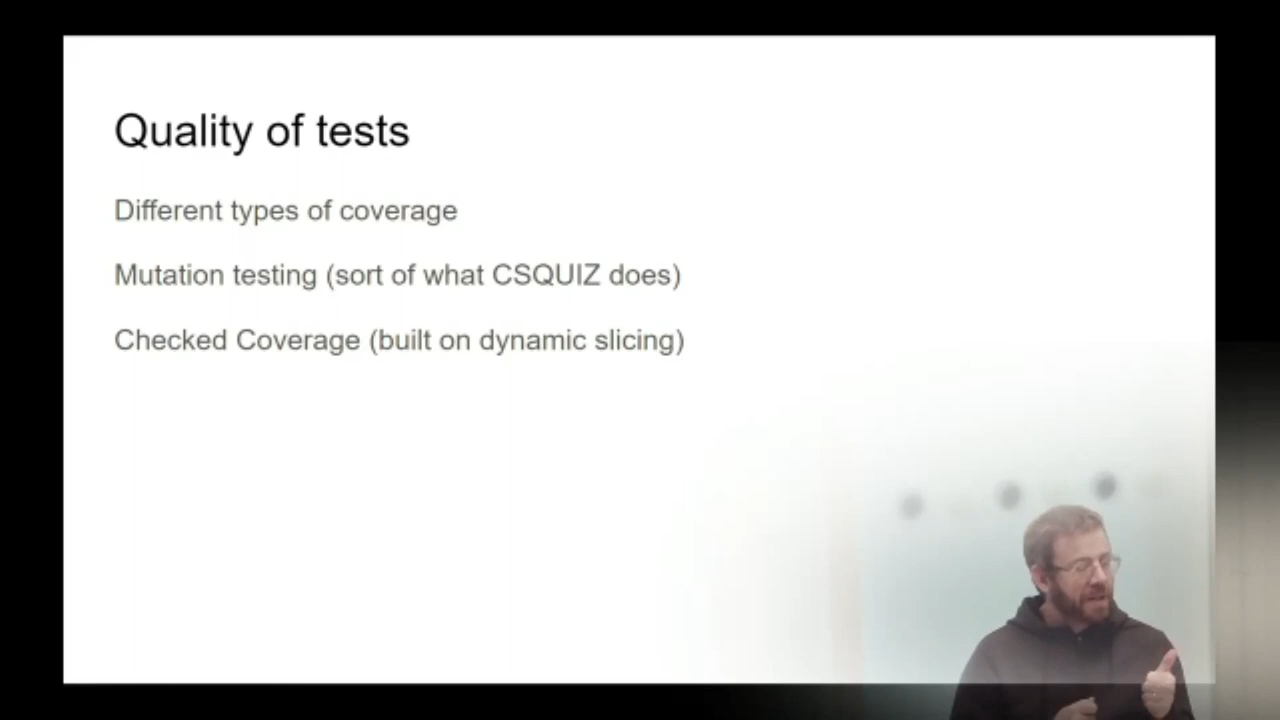 Quality of tests
Different types of coverage
Mutation testing (sort of what CSQUIZ does)
Checked Coverage (built on dynamic slicing)